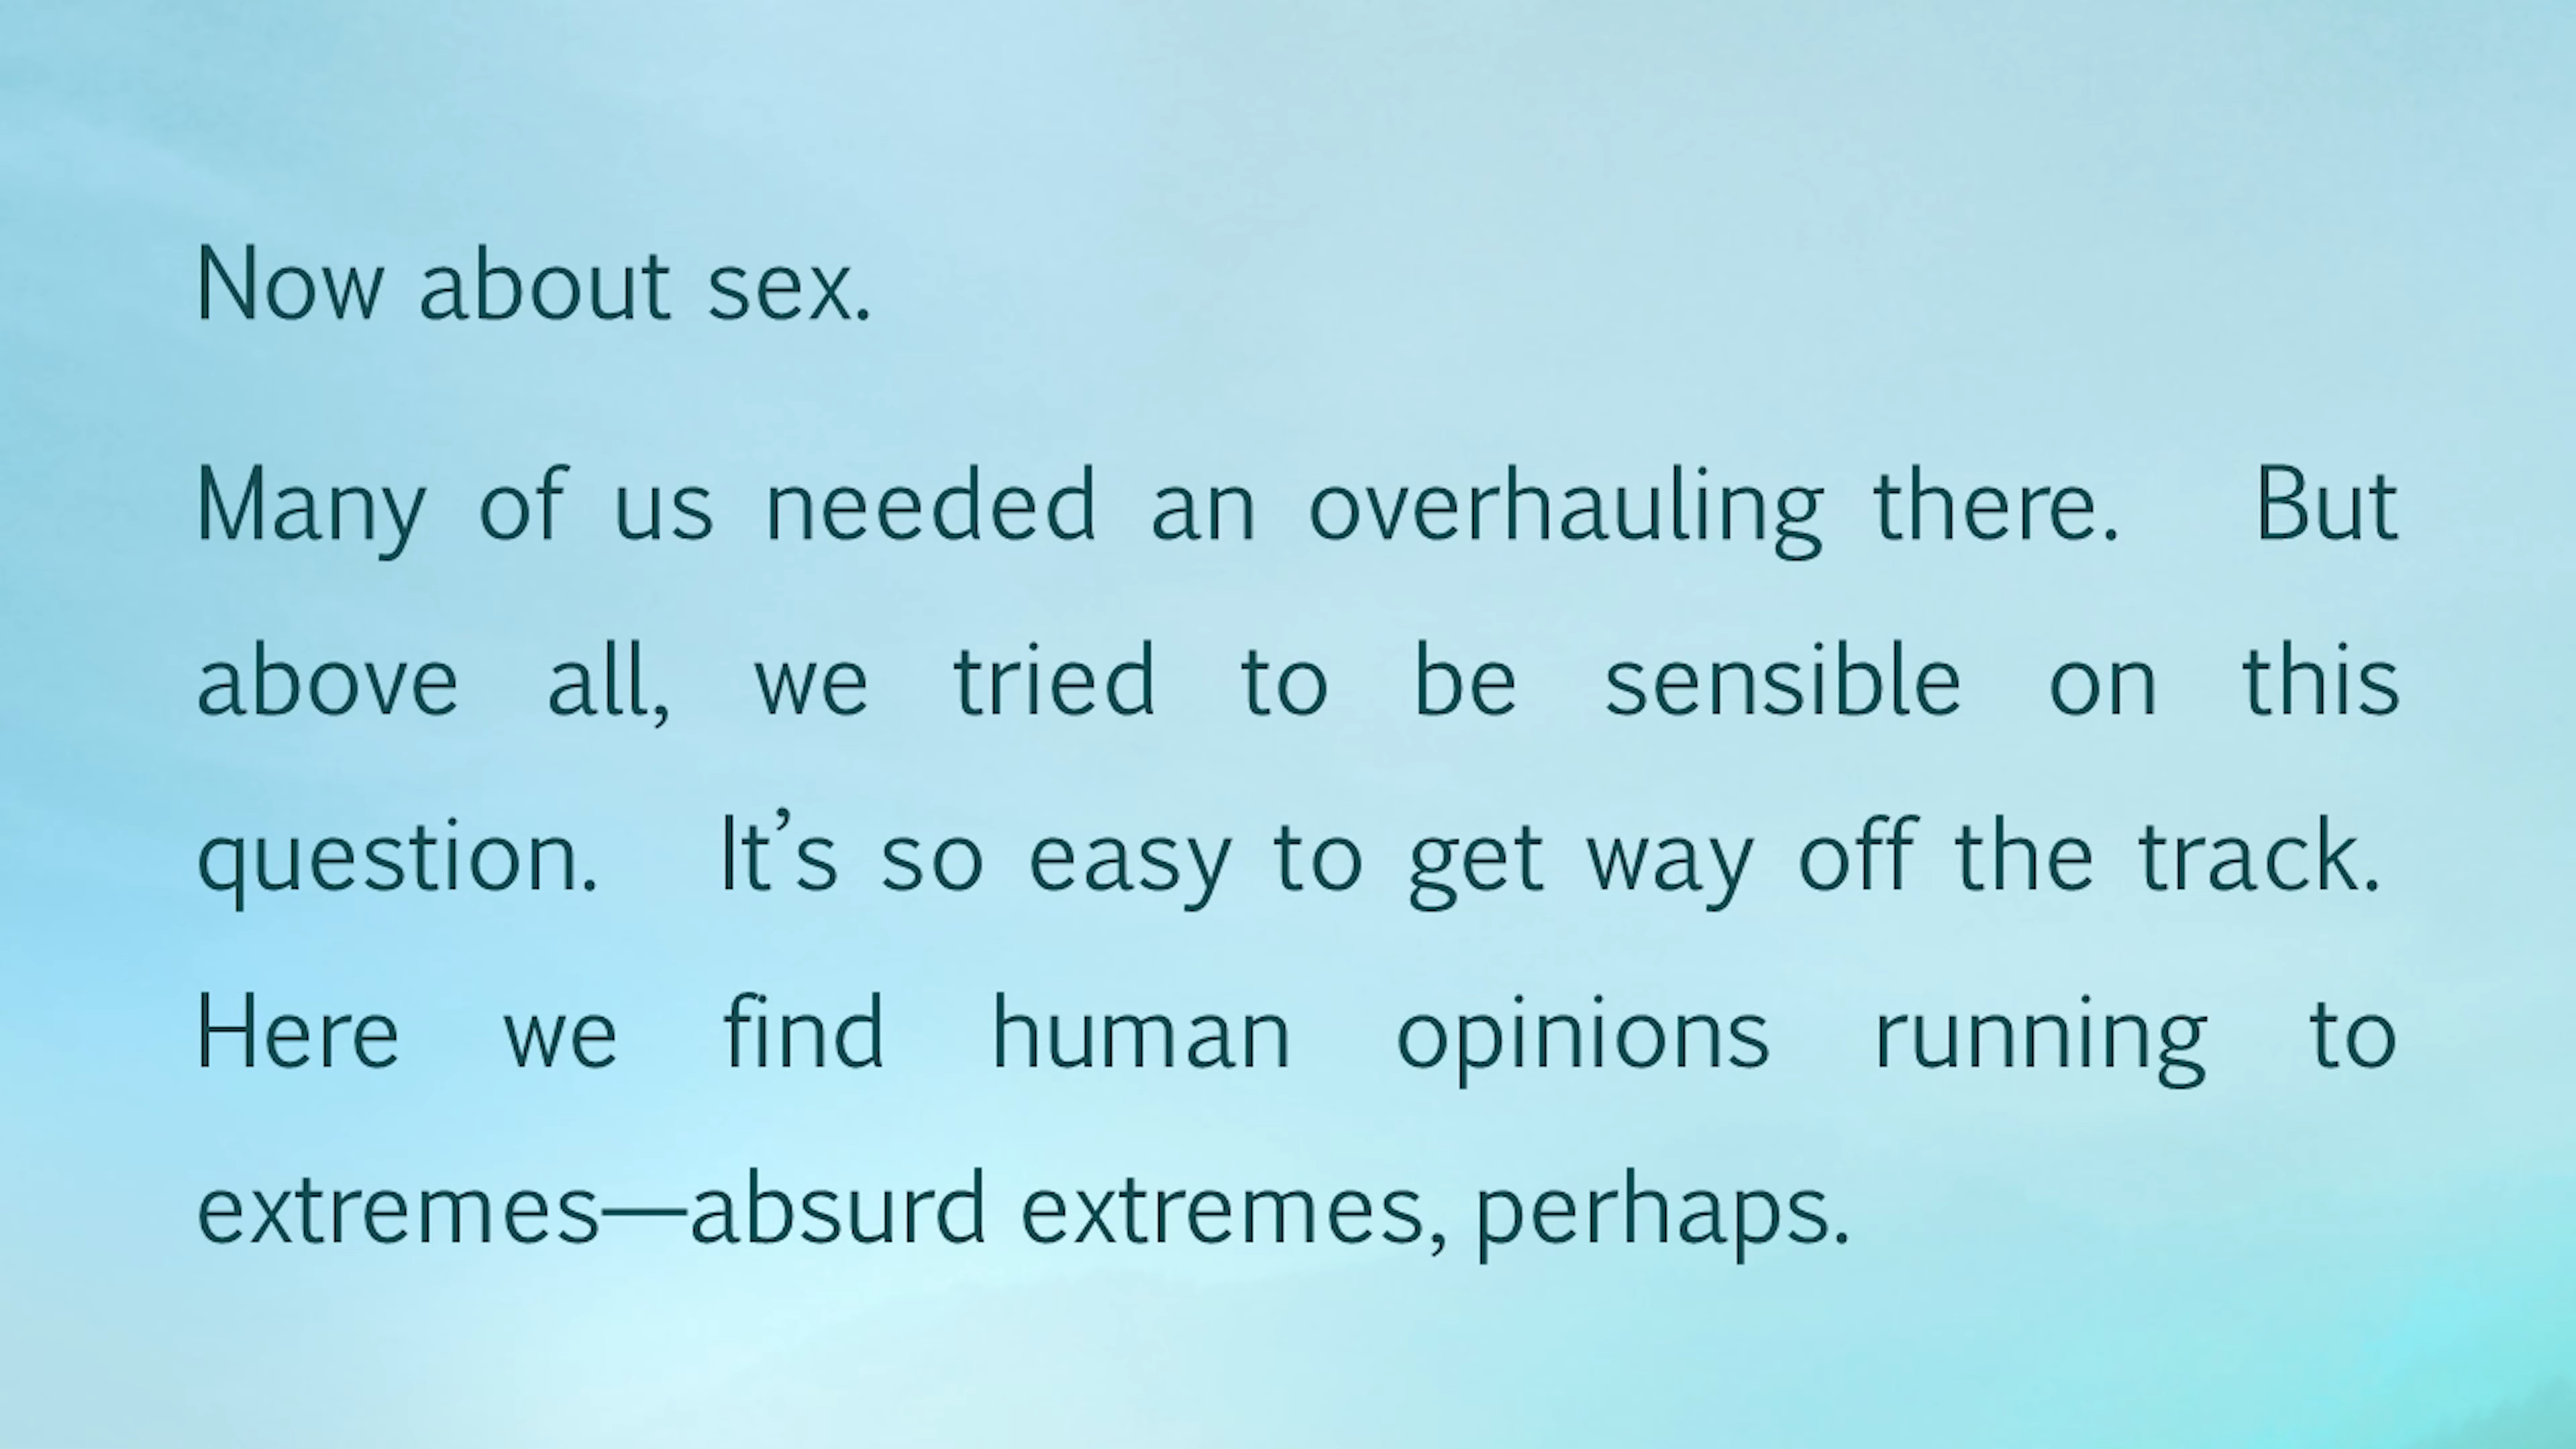 Now about sex.
Many of us needed an overhauling there. But
above all, we tried to be sensible on this
question. It’s so easy to get way off the track.
Here we find human opinions running to
extremes—absurd extremes, perhaps.